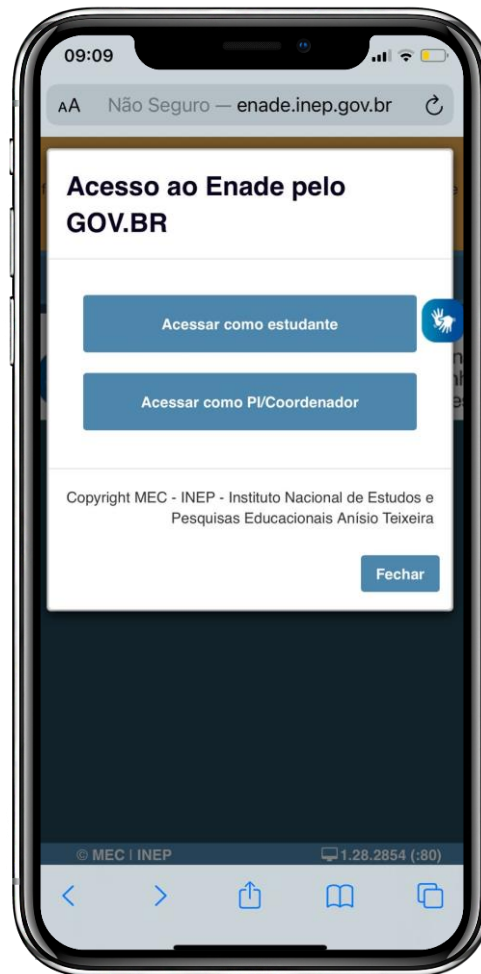 09:09
AA Não Seguro — enade.inep.gov.br
Acesso ao Enade pelo
GOV.BR
Acessar como estudante
Acessar como PI/Coordenador
Copyright MEC - INEP - Instituto Nacional de Estudos e
Pesquisas Educacionais Anísio Teixeira
Fechar
© MEC | INEP 1.28.2854 (:80)